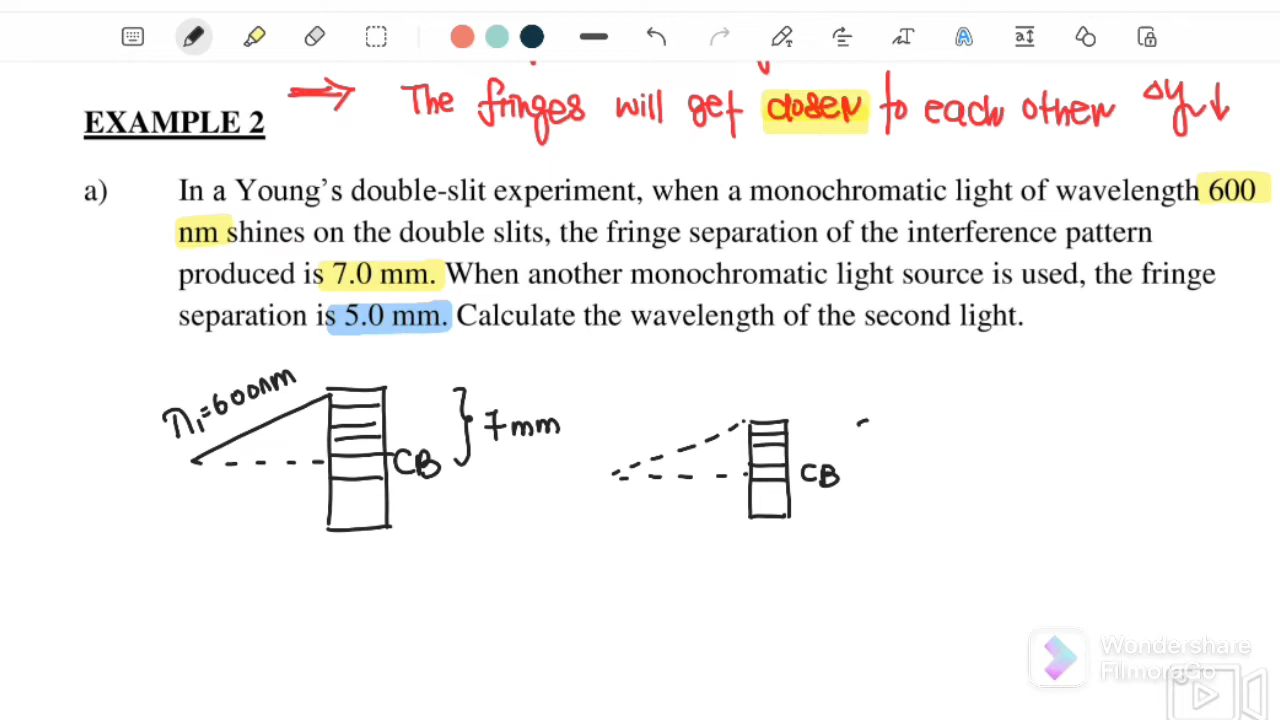 → The fringes will get closer to each other Δy↓
EXAMPLE 2
a) In a Young's double-slit experiment, when a monochromatic light of wavelength 600
nm shines on the double slits, the fringe separation of the interference pattern
produced is 7.0 mm. When another monochromatic light source is used, the fringe
separation is 5.0 mm. Calculate the wavelength of the second light.
λ₁=600nm
CB
7mm
CB
Wondershare
FilmoraGo